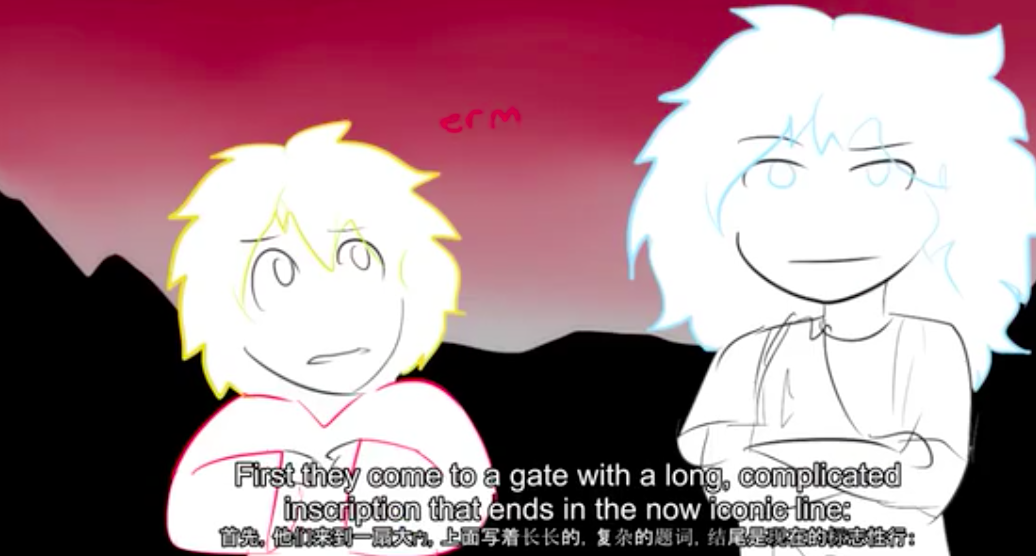 erm
First they come to a gate with a long, complicated
inscription that ends in the now iconic line:
首先, 他们来到一扇大门, 上面写着长长的, 复杂的题词, 结尾是现在的标志性行: